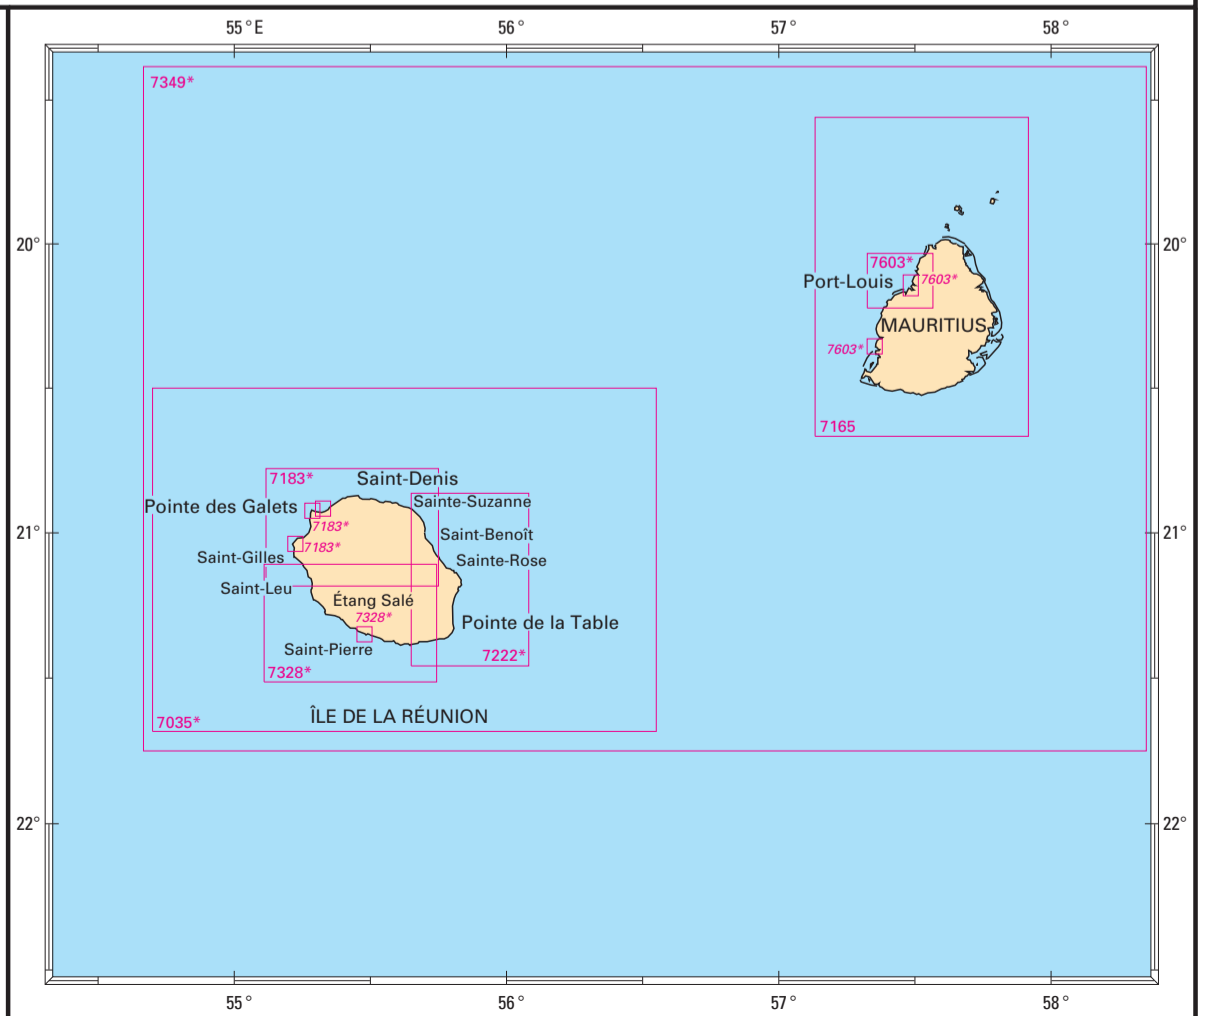 55° E
56°
57°
58°
7349*
20°
20°
7603*
7603*
Port-Louis
MAURITIUS
7603*
7165
7183*
Saint-Denis
Sainte-Suzanne
Pointe des Galets
7183*
21°
Saint-Benoît
21°
7183*
Saint-Gilles
Sainte-Rose
Saint-Leu
Étang Salé
7328*
Pointe de la Table
Saint-Pierre
7222*
7328*
ÎLE DE LA RÉUNION
7035*
22°
22°
55°
56°
57°
58°